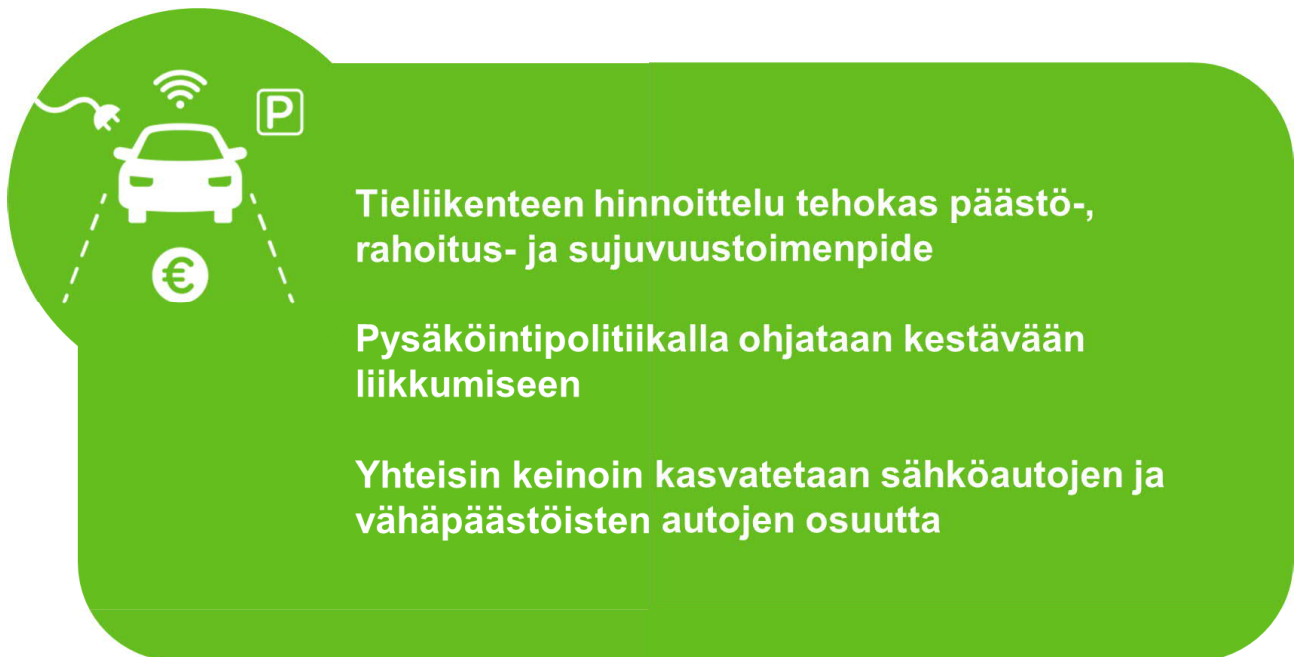 P
€
Tieliikenteen hinnoittelu tehokas päästö-,
rahoitus- ja sujuvuustoimenpide
Pysäköintipolitiikalla ohjataan kestävään
liikkumiseen
Yhteisin keinoin kasvatetaan sähköautojen ja
vähäpäästöisten autojen osuutta